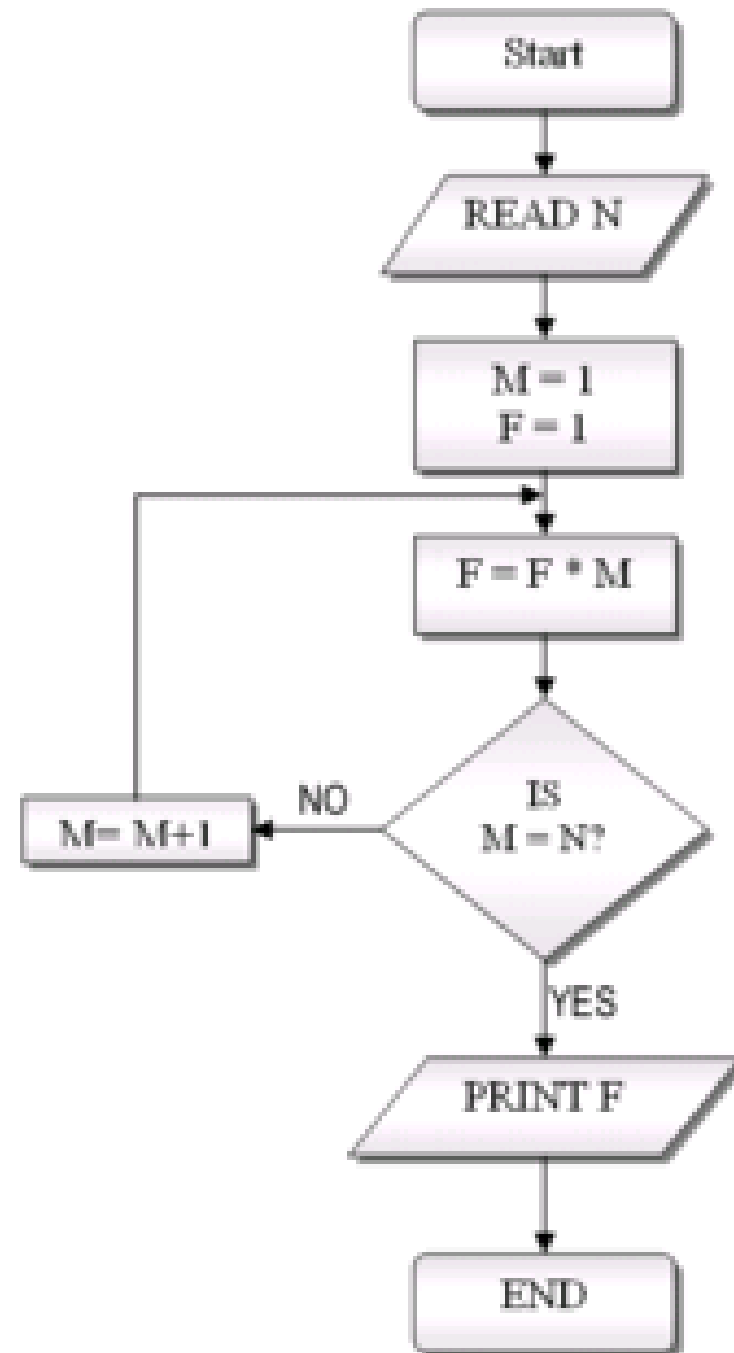 Start
READ N
M = 1
F = 1
F = F * M
IS
M = N?
NO
M= M+1
YES
PRINT F
END